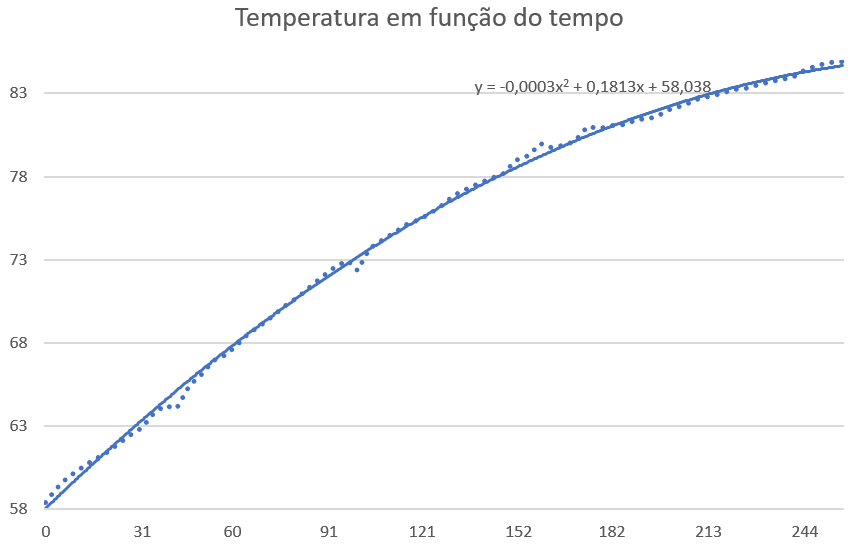 Temperatura em função do tempo
y = -0,0003x² + 0,1813x + 58,038
83
78
73
68
63
58
0 31 60 91 121 152 182 213 244